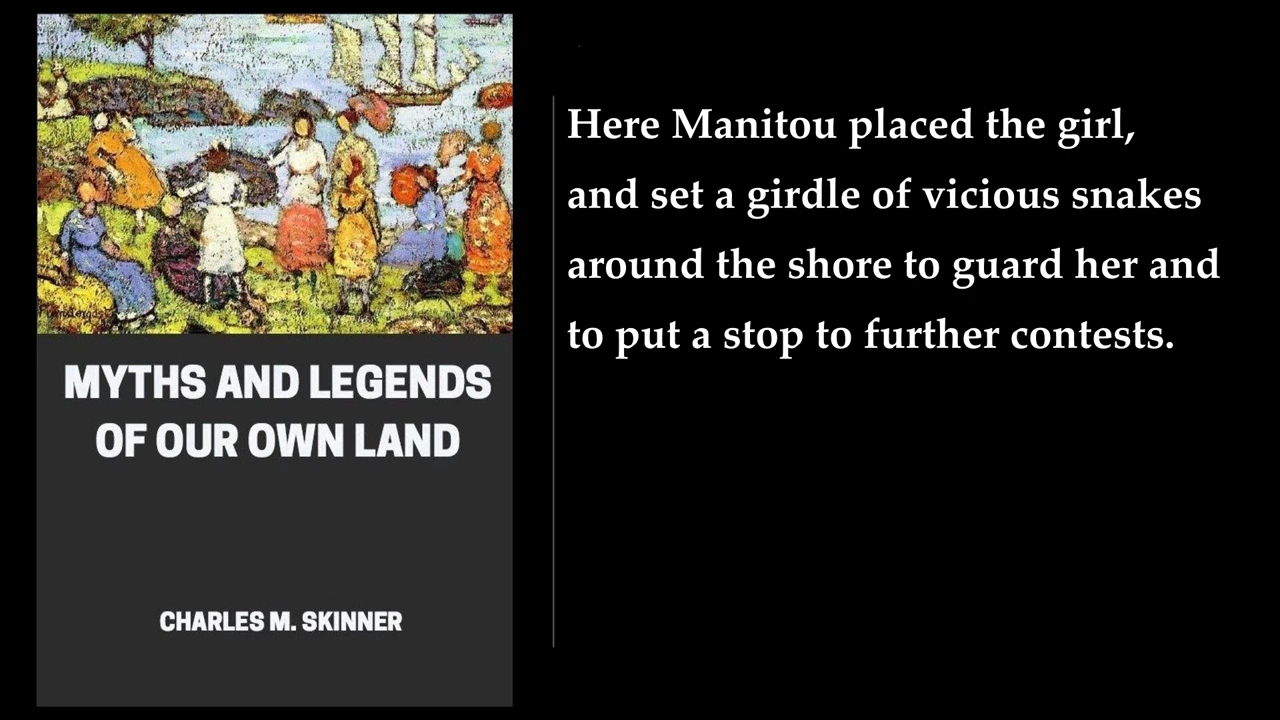 MYTHS AND LEGENDS
OF OUR OWN LAND
CHARLES M. SKINNER
Here Manitou placed the girl,
and set a girdle of vicious snakes
around the shore to guard her and
to put a stop to further contests.